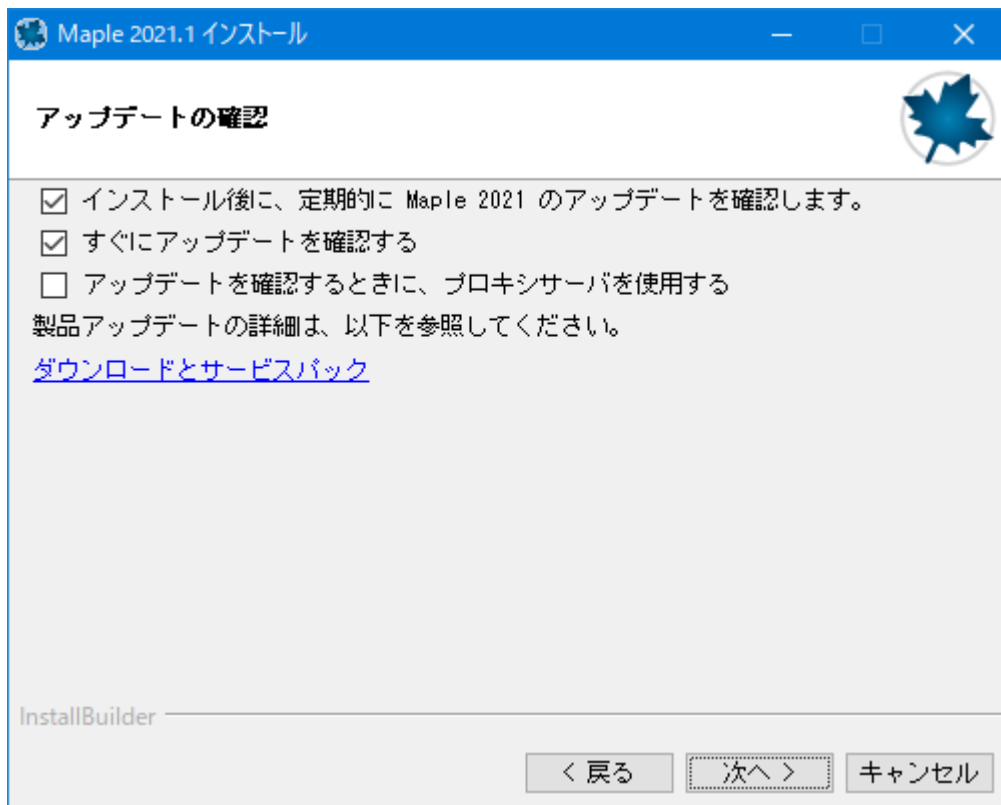 Maple 2021.1 インストール
アップデートの確認
インストール後に、定期的に Maple 2021 のアップデートを確認します。
すぐにアップデートを確認する
アップデートを確認するときに、プロキシサーバを使用する
製品アップデートの詳細は、以下を参照してください。
ダウンロードとサービスパック
InstallBuilder
< 戻る 次へ > キャンセル